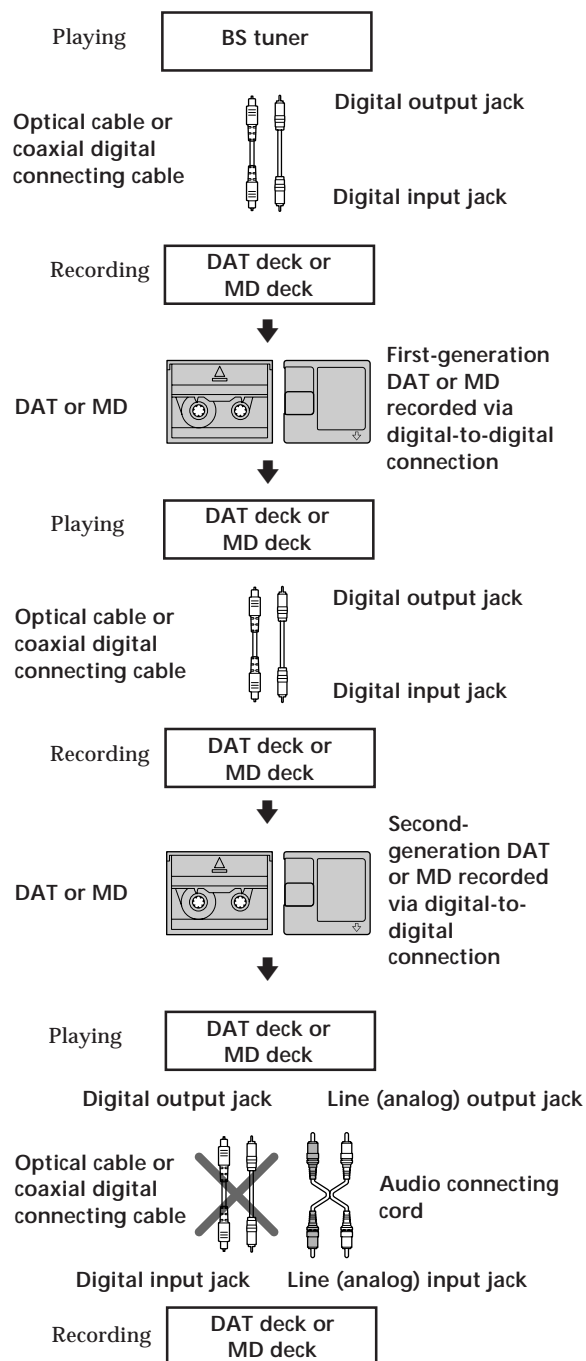 Playing
BS tuner
Digital output jack
Optical cable or
coaxial digital
connecting cable
Digital input jack
Recording
DAT deck or
MD deck
DAT or MD
First-generation
DAT or MD
recorded via
digital-to-digital
connection
Playing
DAT deck or
MD deck
Digital output jack
Optical cable or
coaxial digital
connecting cable
Digital input jack
Recording
DAT deck or
MD deck
DAT or MD
Second-
generation DAT
or MD recorded
via digital-to-
digital
connection
Playing
DAT deck or
MD deck
Digital output jack
Line (analog) output jack
Optical cable or
coaxial digital
connecting cable
Audio connecting
cord
Digital input jack
Line (analog) input jack
Recording
DAT deck or
MD deck